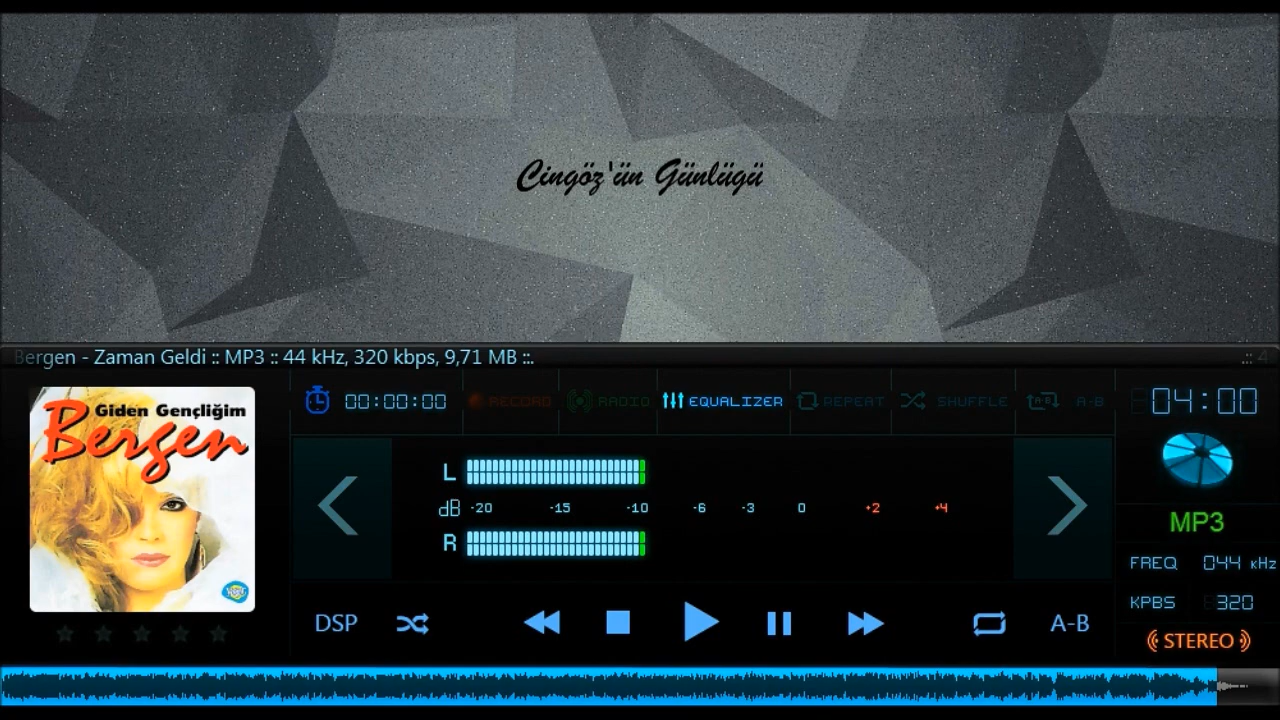 Cingöz'ün Günlügü
Bergen - Zaman Geldi :: MP3 :: 44 kHz, 320 kbps, 9,71 MB ::.
.:: 4
Giden Gençliğim
Bergen
00:00:00
RECORD
RADIO
EQUALIZER
REPEAT
SHUFFLE
A-B
A-B
04:00
L
dB -20 -15 -10 -6 -3 0 +2 +4
R
MP3
FREQ 044 kHz
KPBS 320
STEREO
DSP
A-B